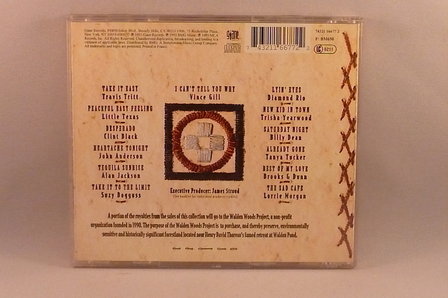 7 43211 66772
74321 66677 2
TAKE IT EASY
Travis Tritt
PEACEFUL EASY FEELING
Little Texas
DESPERADO
Clint Black
HEARTACHE TONIGHT
John Anderson
TEQUILA SUNRISE
Alan Jackson
TAKE IT TO THE LIMIT
Suzy Bogguss
I CAN'T TELL YOU WHY
Vince Gill
Executive Producer: James Stroud
LYIN' EYES
Diamond Rio
NEW KID IN TOWN
Trisha Yearwood
SATURDAY NIGHT
Billy Dean
ALREADY GONE
Tanya Tucker
BEST OF MY LOVE
Brooks & Dunn
THE SAD CAFE
Lorrie Morgan
A portion of the royalties from the sales of this collection will go to the Walden Woods Project, a non-profit
organization founded in 1990. The purpose of the Walden Woods Project is to purchase, and thereby preserve, environmentally
sensitive and historically significant forestland located near Henry David Thoreau's famed retreat at Walden Pond.